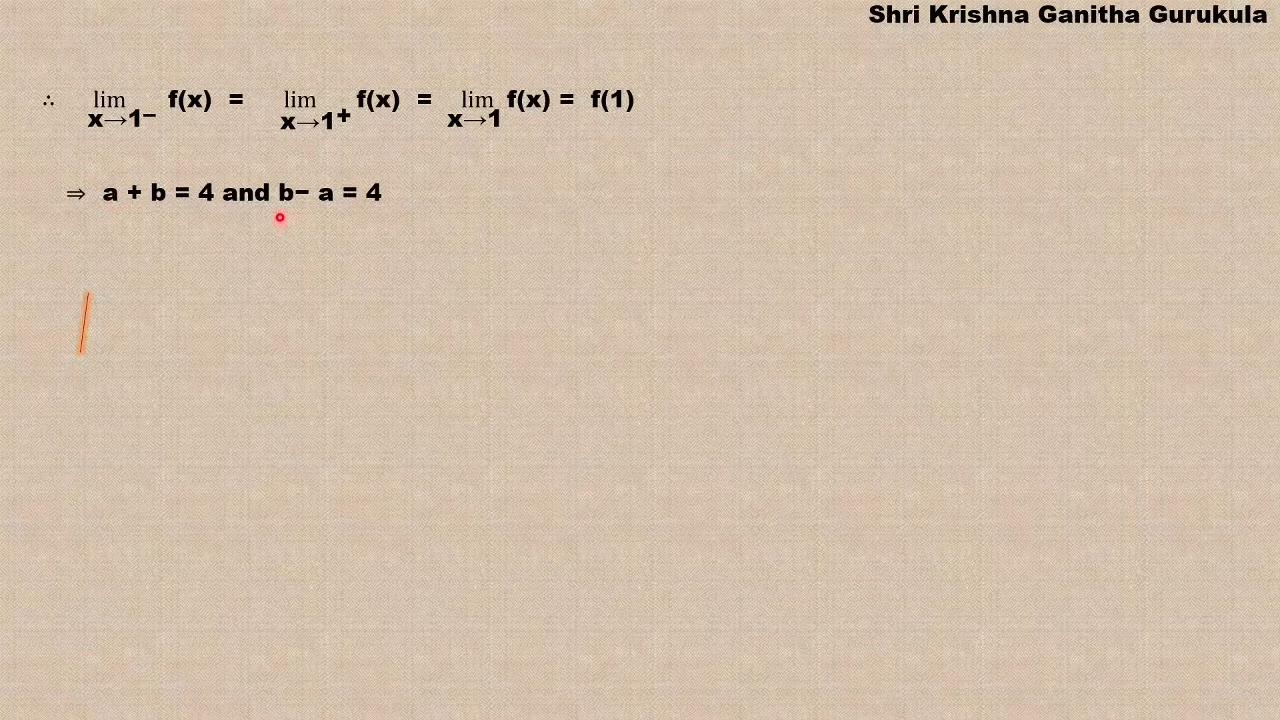 Shri Krishna Ganitha Gurukula
∴ lim x→1− f(x) = lim x→1+ f(x) = lim x→1 f(x) = f(1)
⇒ a + b = 4 and b− a = 4